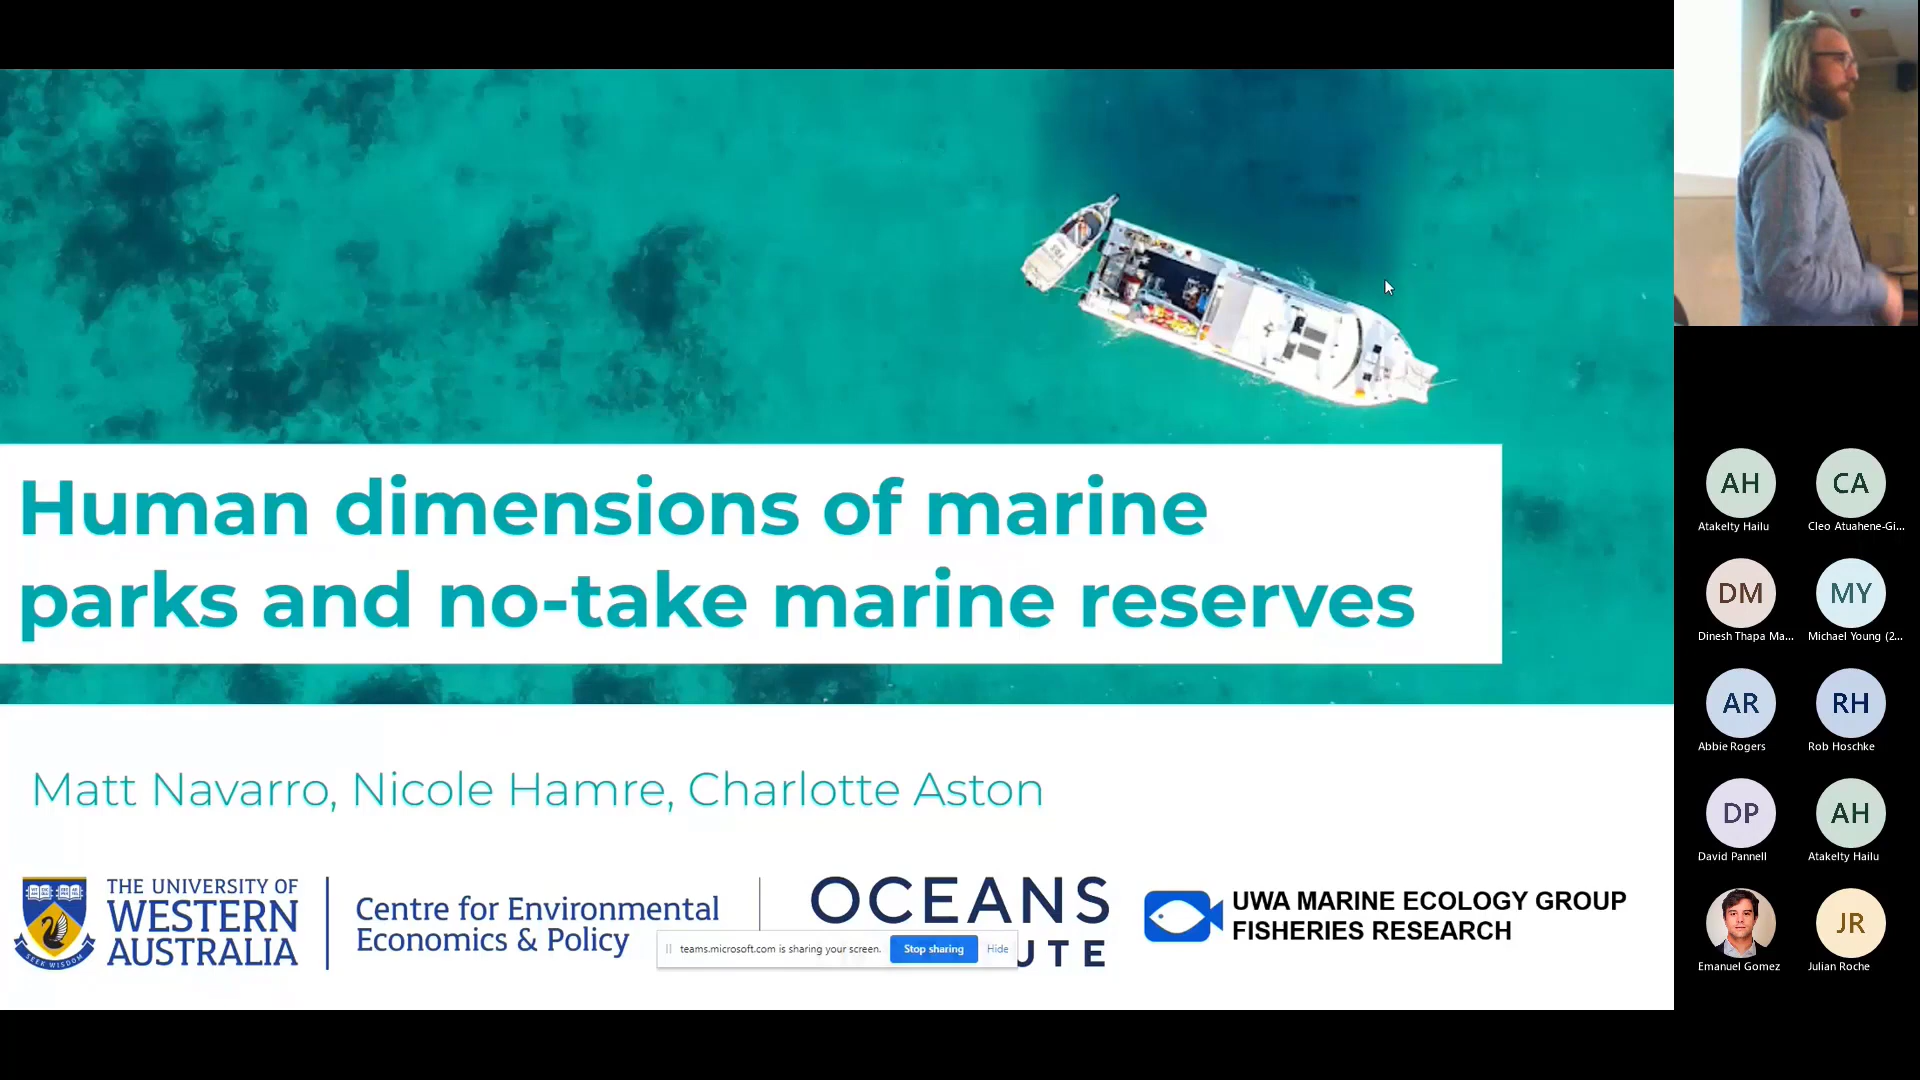 Human dimensions of marine
parks and no-take marine reserves
Matt Navarro, Nicole Hamre, Charlotte Aston
THE UNIVERSITY OF
WESTERN
AUSTRALIA
SEEK WISDOM
Centre for Environmental
Economics & Policy
OCEANS
UTE
UWA MARINE ECOLOGY GROUP
FISHERIES RESEARCH
teams.microsoft.com is sharing your screen.
Stop sharing
Hide
AH
Atakelty Hailu
CA
Cleo Atuahene-Gi...
DM
Dinesh Thapa Ma...
MY
Michael Young (2...
AR
Abbie Rogers
RH
Rob Hoschke
DP
David Pannell
AH
Atakelty Hailu
Emanuel Gomez
JR
Julian Roche